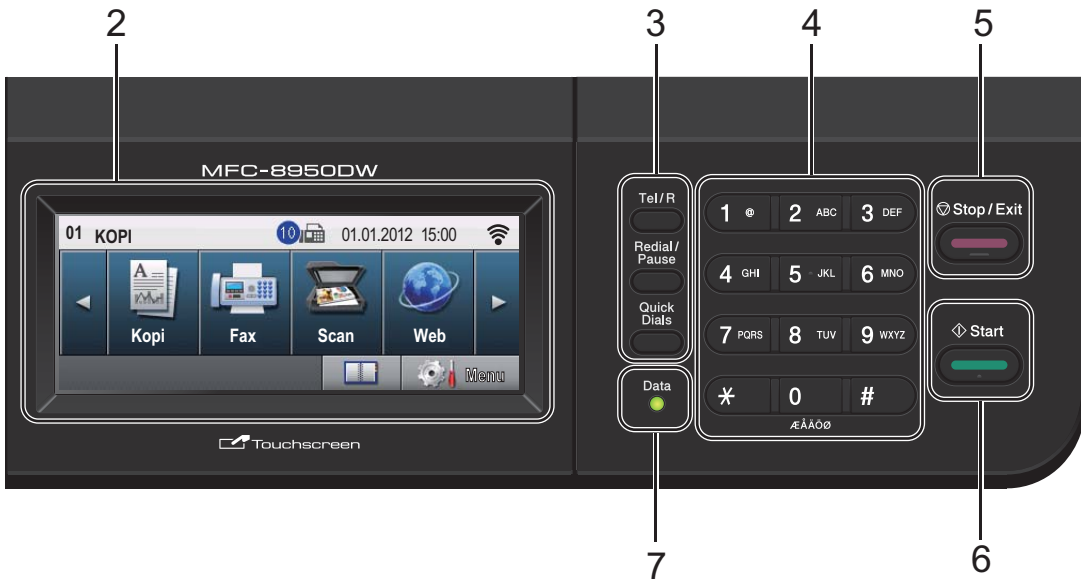 2
3
4
5
MFC-8950DW
01 KOPI 10 01.01.2012 15:00
Kopi Fax Scan Web
Menu
Touchscreen
Tel/R
Redial/
Pause
Quick
Dials
Data
1 @ 2 ABC 3 DEF
4 GHI 5 JKL 6 MNO
7 PQRS 8 TUV 9 WXYZ
* 0 #
ÆÅÄÖØ
Stop/Exit
Start
7
6